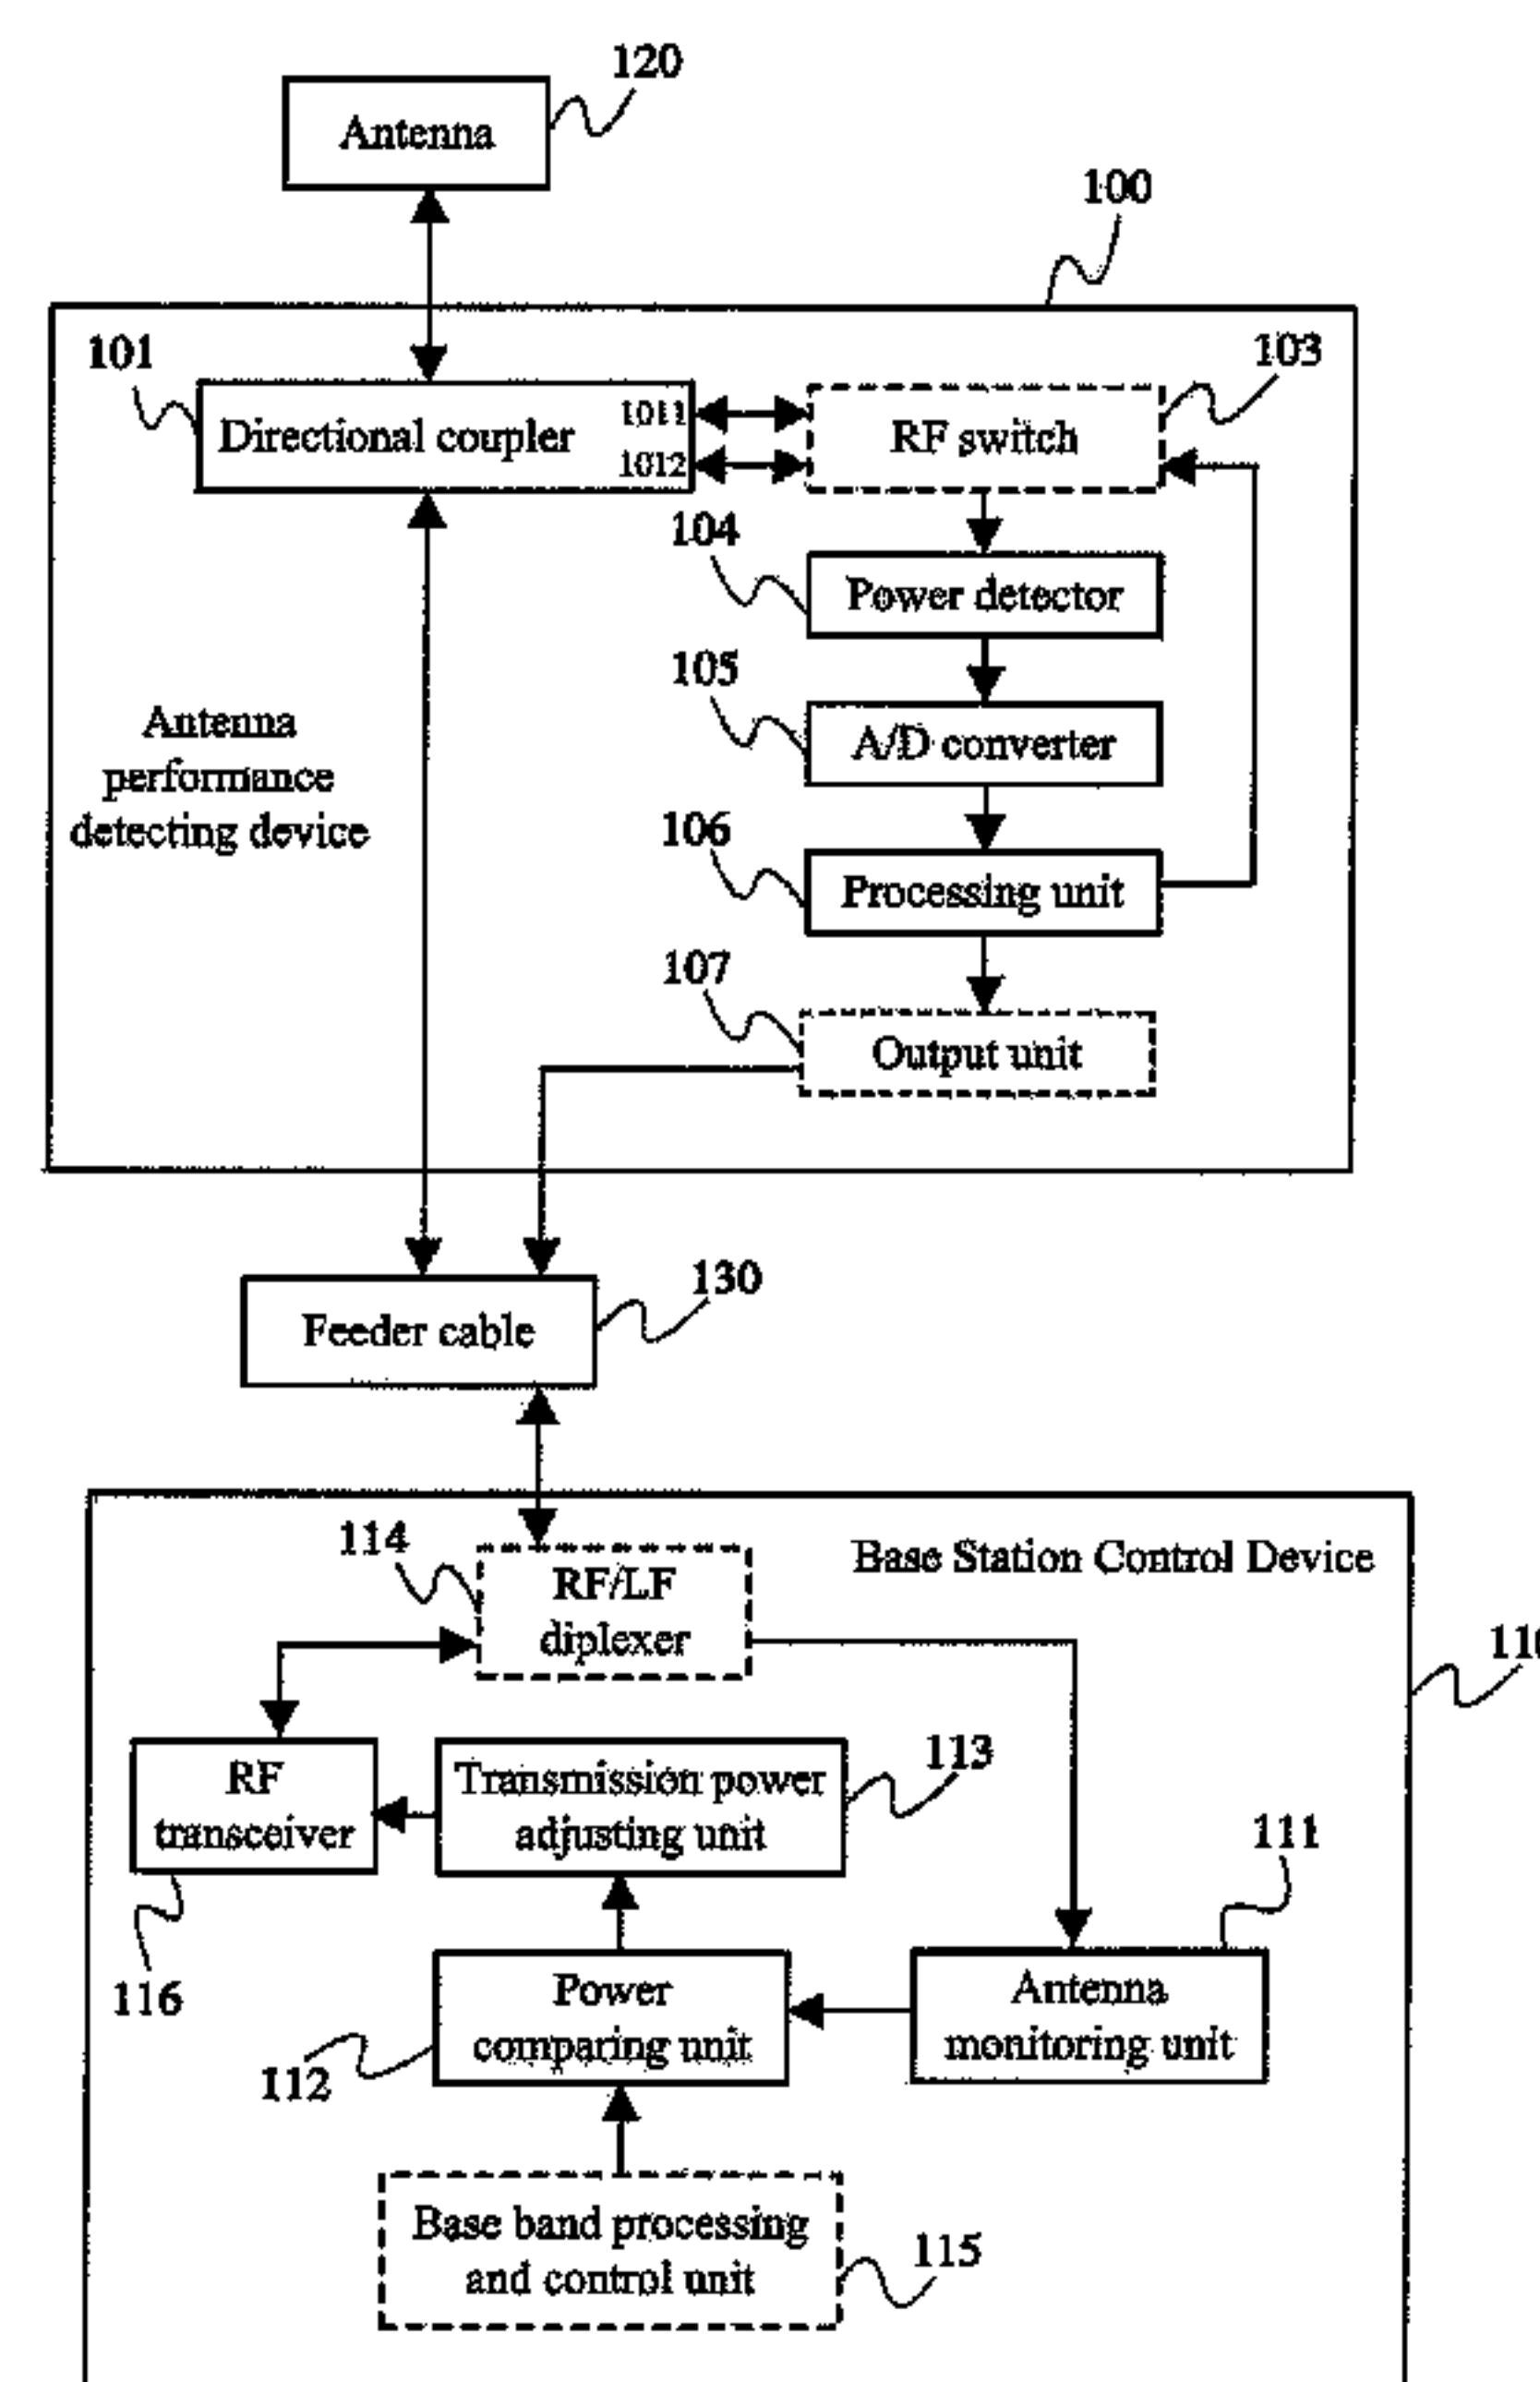 120
Antenna
100
101
103
Directional coupler
1011
1012
RF switch
104
Power detector
105
A/D converter
Antenna
performance
detecting device
106
Processing unit
107
Output unit
130
Feeder cable
114
RF/LF
diplexer
Base Station Control Device
RF
transceiver
Transmission power
adjusting unit
113
111
116
Power
comparing unit
Antenna
monitoring unit
112
Base band processing
and control unit
115